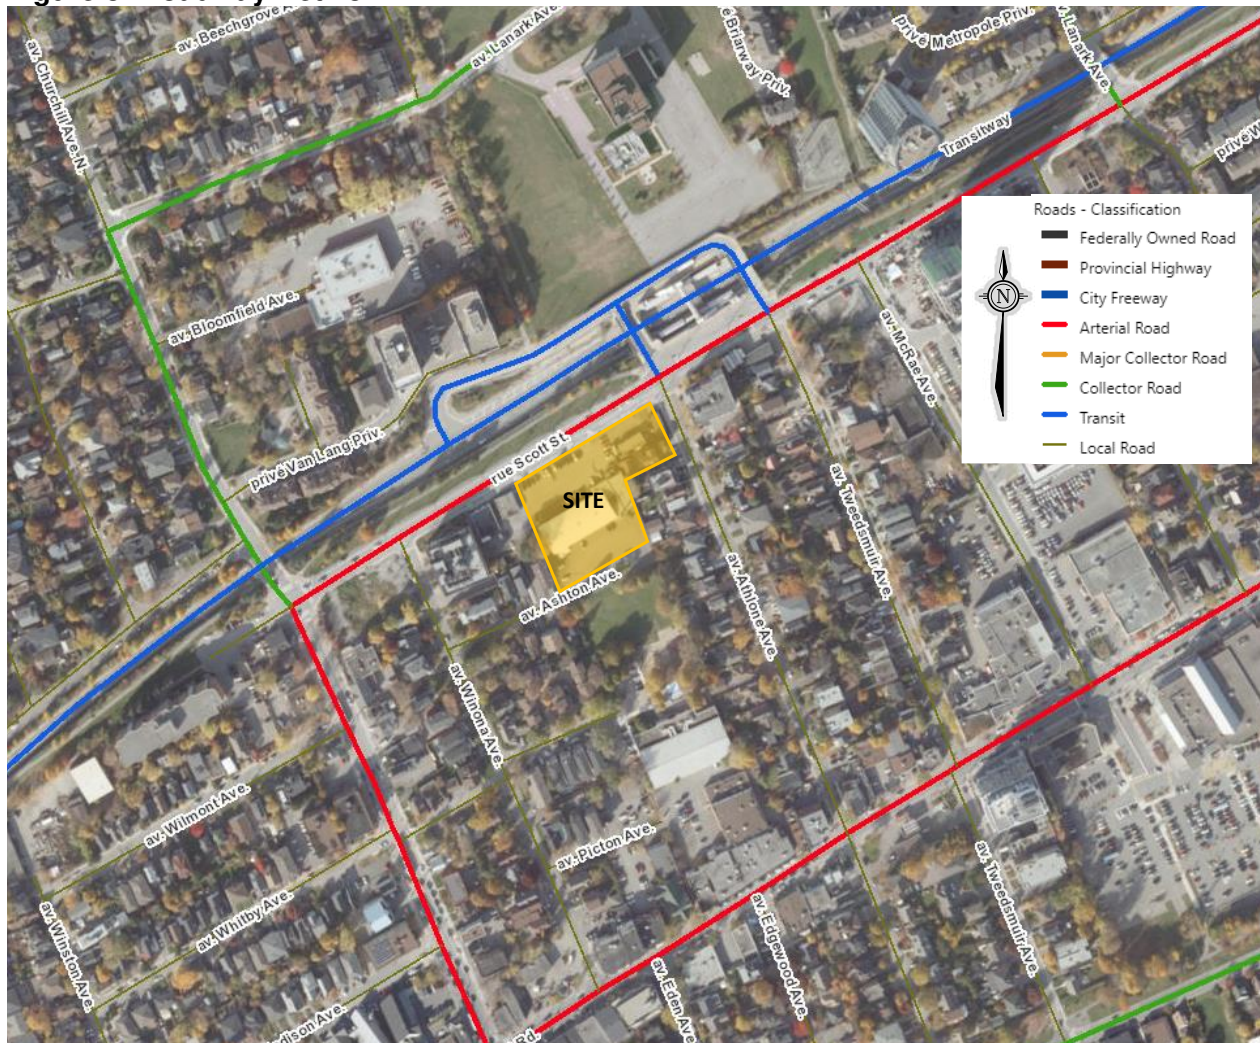 av. Beechgrove A
av. Lanark Ave.
é Briarway Priv.
privé Metropole Priv.
v. Lanark Ave.
av. Churchill Ave. N.
Transitway
privé V
Roads - Classification
Federally Owned Road
Provincial Highway
City Freeway
Arterial Road
Major Collector Road
Collector Road
Transit
Local Road
N
av. Bloomfield Ave.
av. McRae Ave.
privé Van Lang Priv.
rue Scott St.
SITE
av. Tweedsmuir Ave.
av. Ashton Ave.
av. Athlone Ave.
av. Winona Ave.
av. Wilmont Ave.
av. Picton Ave.
av. Whitby Ave.
av. Winston Ave.
av. Edgewood Ave.
av. Tweedsmuir Ave.
av. Eden Ave
dison Ave.
Rd.